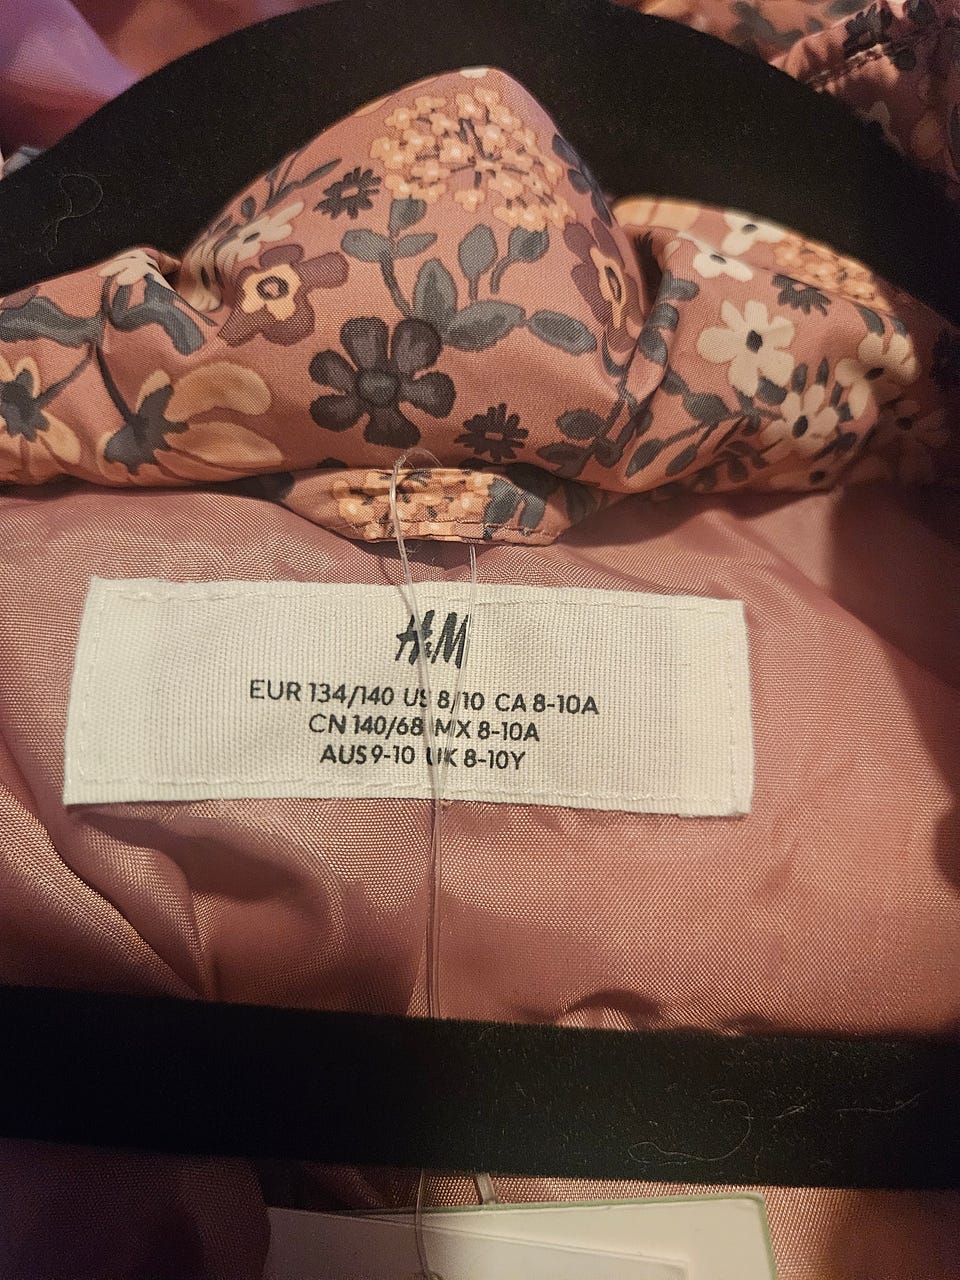 H&M
EUR 134/140 US 8/10 CA 8-10A
CN 140/68 MX 8-10A
AUS 9-10 UK 8-10Y